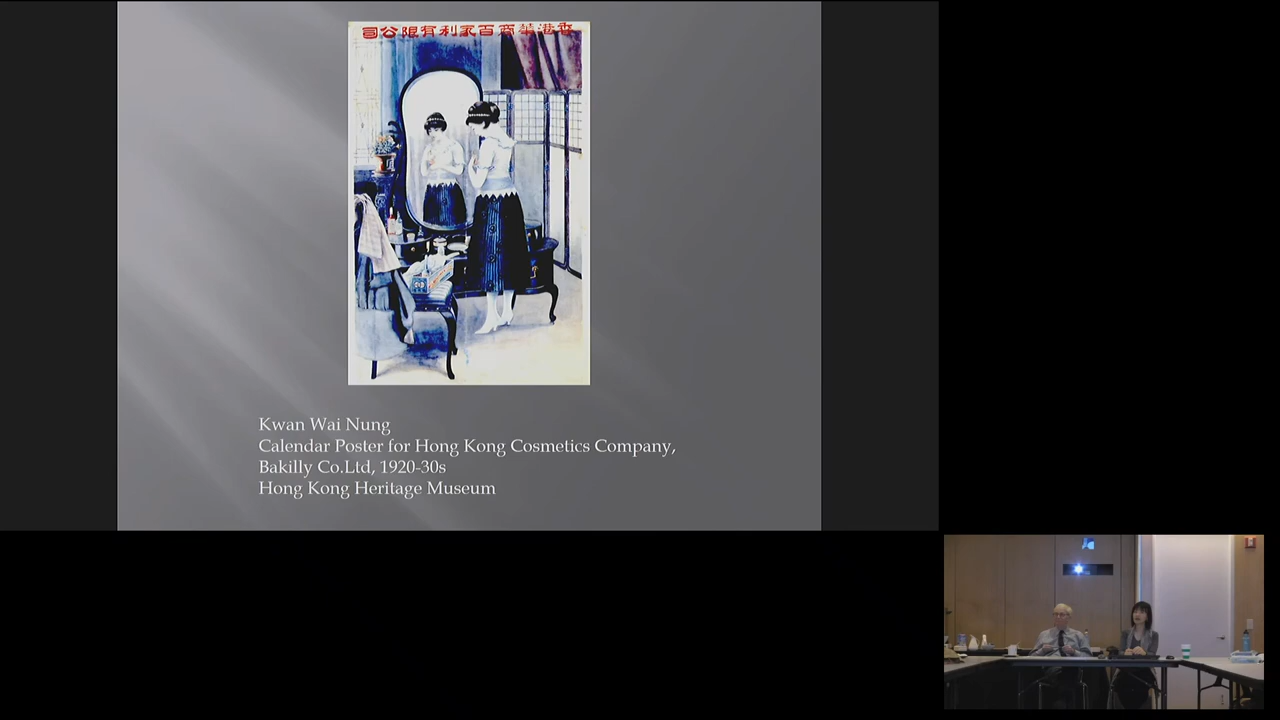 香港華商百家利有限公司
Kwan Wai Nung
Calendar Poster for Hong Kong Cosmetics Company,
Bakilly Co.Ltd, 1920-30s
Hong Kong Heritage Museum